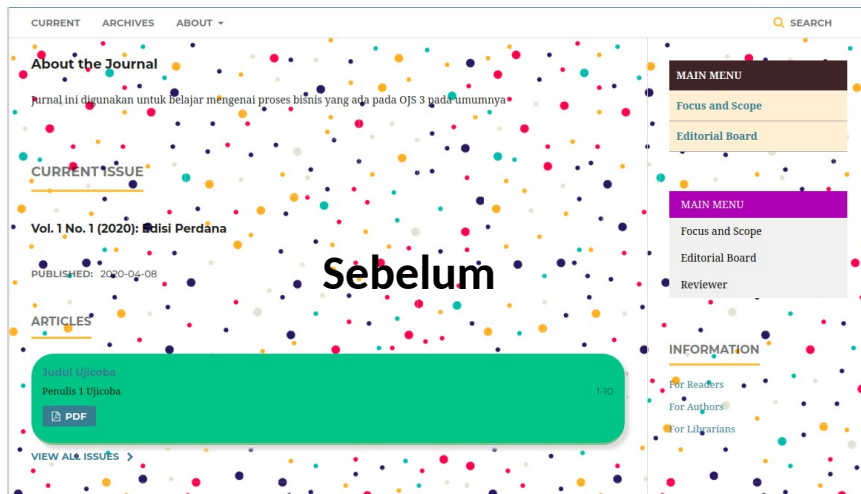 CURRENT ARCHIVES ABOUT SEARCH
About the Journal
Jurnal ini digunakan untuk belajar mengenai proses bisnis yang ada pada OJS 3 pada umumnya
CURRENT ISSUE
Vol. 1 No. 1 (2020): Edisi Perdana
PUBLISHED: 2020-04-08
Sebelum
ARTICLES
Judul Ujicoba
Penulis 1 Ujicoba 1-10
PDF
VIEW ALL ISSUES
MAIN MENU
Focus and Scope
Editorial Board
MAIN MENU
Focus and Scope
Editorial Board
Reviewer
INFORMATION
For Readers
For Authors
For Librarians